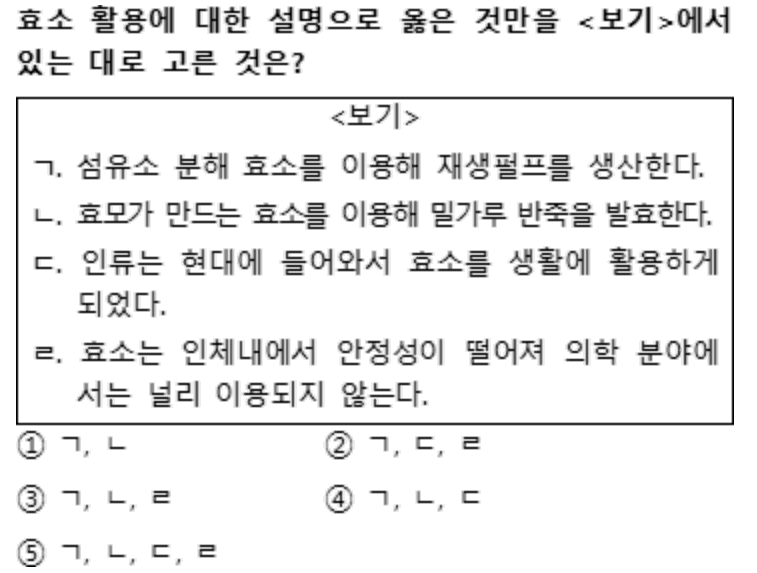 효소 활용에 대한 설명으로 옳은 것만을 <보기>에서
있는 대로 고른 것은?
<보기>
ㄱ. 섬유소 분해 효소를 이용해 재생펄프를 생산한다.
ㄴ. 효모가 만드는 효소를 이용해 밀가루 반죽을 발효한다.
ㄷ. 인류는 현대에 들어와서 효소를 생활에 활용하게
되었다.
ㄹ. 효소는 인체내에서 안정성이 떨어져 의학 분야에
서는 널리 이용되지 않는다.
① ㄱ, ㄴ ② ㄱ, ㄷ, ㄹ
③ ㄱ, ㄴ, ㄹ ④ ㄱ, ㄴ, ㄷ
⑤ ㄱ, ㄴ, ㄷ, ㄹ